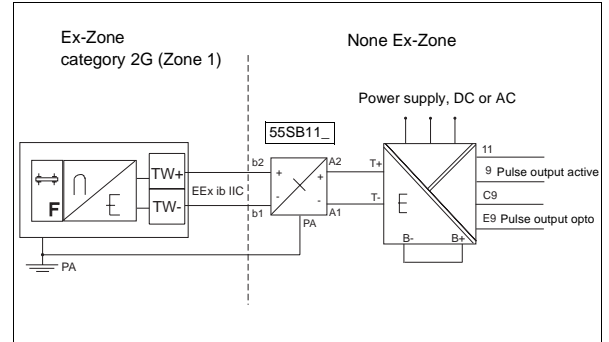 Ex-Zone
category 2G (Zone 1)
None Ex-Zone
Power supply, DC or AC
55SB11_
F
E
TW+
TW-
EEx ib IIC
b2
b1
+
-
+
-
A2
A1
PA
PA
T+
T-
E
B-
B+
11
9 Pulse output active
C9
E9 Pulse output opto